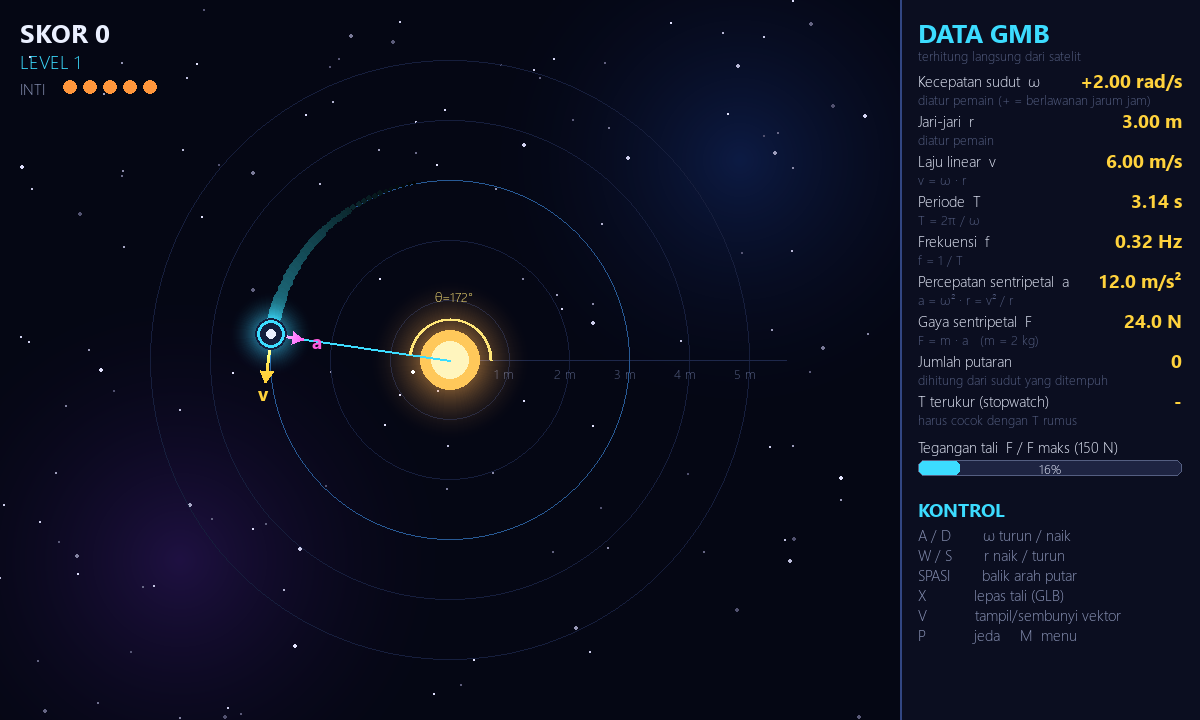 SKOR 0
LEVEL 1
INTI
θ=172°
a
v
1 m 2 m 3 m 4 m 5 m
DATA GMB
terhitung langsung dari satelit
Kecepatan sudut ω +2.00 rad/s
diatur pemain (+ = berlawanan jarum jam)
Jari-jari r 3.00 m
diatur pemain
Laju linear v 6.00 m/s
v = ω · r
Periode T 3.14 s
T = 2π / ω
Frekuensi f 0.32 Hz
f = 1 / T
Percepatan sentripetal a 12.0 m/s²
a = ω² · r = v² / r
Gaya sentripetal F 24.0 N
F = m · a (m = 2 kg)
Jumlah putaran 0
dihitung dari sudut yang ditempuh
T terukur (stopwatch) -
harus cocok dengan T rumus
Tegangan tali F / F maks (150 N)
16%
KONTROL
A / D ω turun / naik
W / S r naik / turun
SPASI balik arah putar
X lepas tali (GLB)
V tampil/sembunyi vektor
P jeda M menu